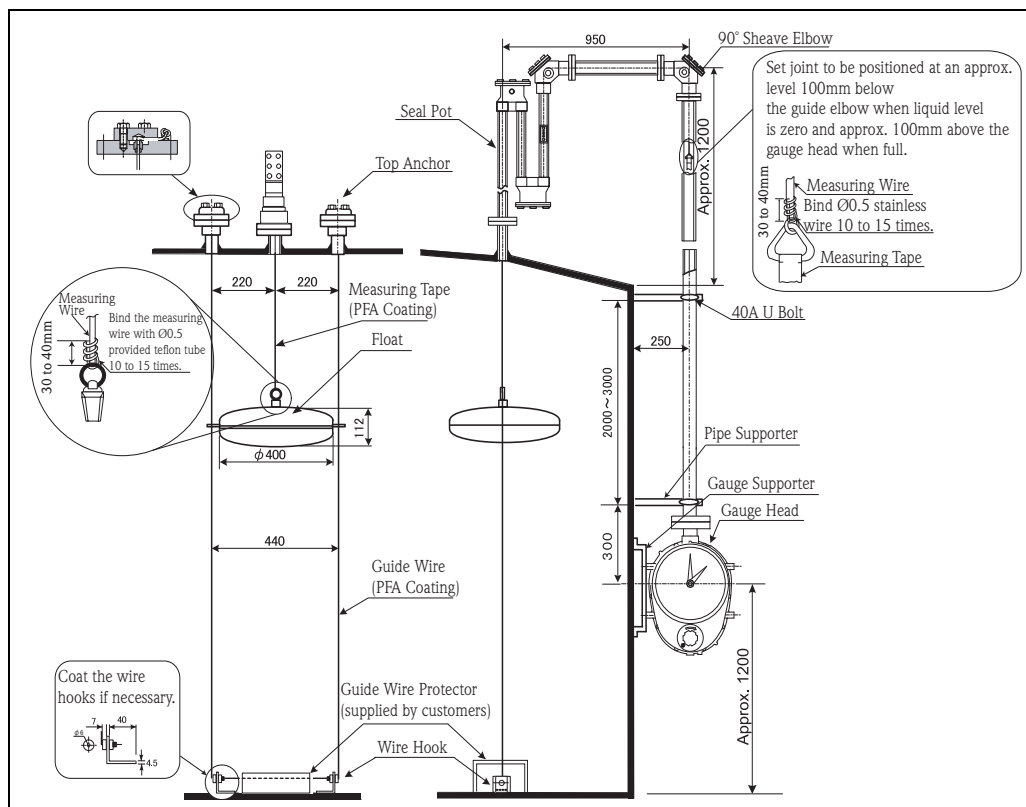 950
90° Sheave Elbow
Set joint to be positioned at an approx.
level 100mm below
the guide elbow when liquid level
is zero and approx. 100mm above the
gauge head when full.
30 to 40mm
Measuring Wire
Bind Ø0.5 stainless
wire 10 to 15 times.
Measuring Tape
Seal Pot
Top Anchor
Approx. 1200
220
220
Measuring Tape
(PFA Coating)
Float
Measuring
Wire
Bind the measuring
wire with Ø0.5
provided teflon tube
10 to 15 times.
30 to 40mm
112
ϕ400
40A U Bolt
250
2000～3000
Pipe Supporter
Gauge Supporter
Gauge Head
300
440
Guide Wire
(PFA Coating)
Coat the wire
hooks if necessary.
7
40
ϕ6
4.5
Guide Wire Protector
(supplied by customers)
Wire Hook
Approx. 1200